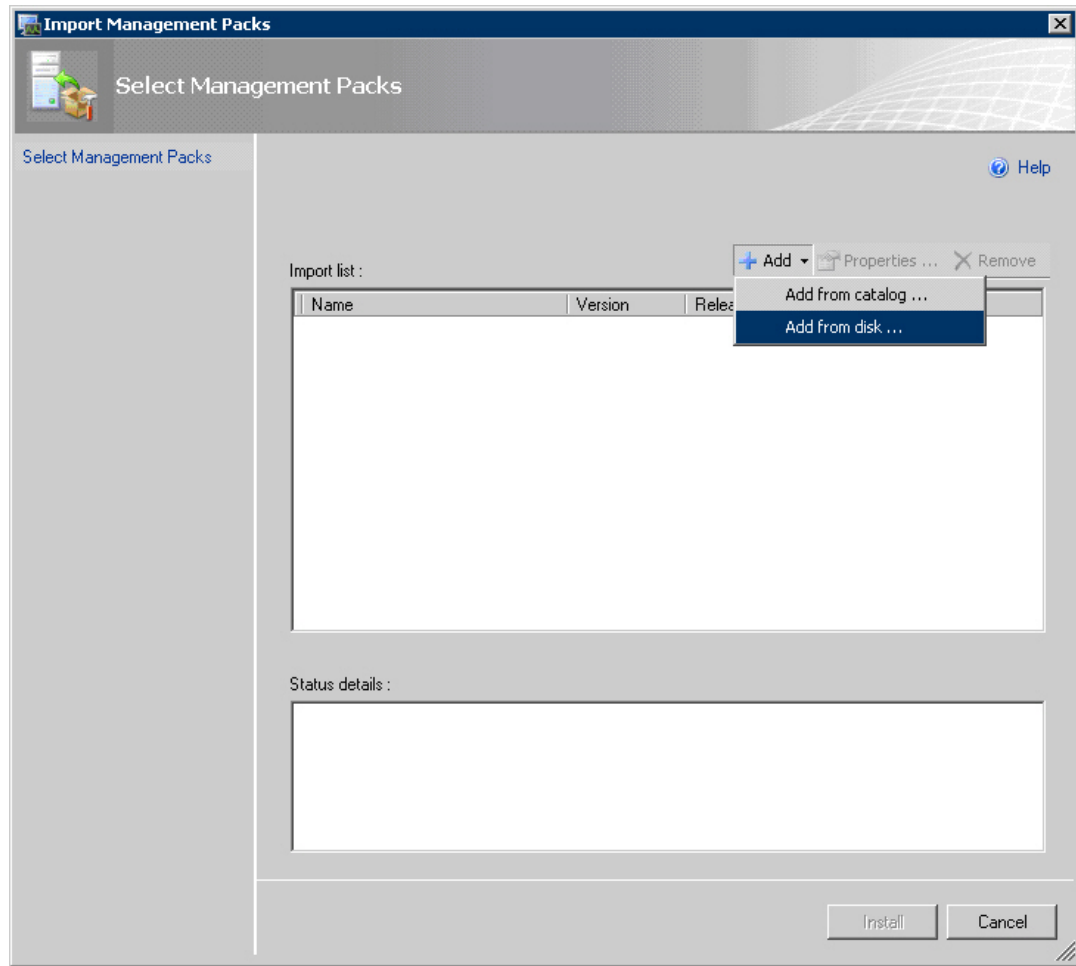 Import Management Packs
Select Management Packs
Select Management Packs
Help
Import list :
Add Properties ... Remove
Name Version Relea
Add from catalog ...
Add from disk ...
Status details :
Install Cancel